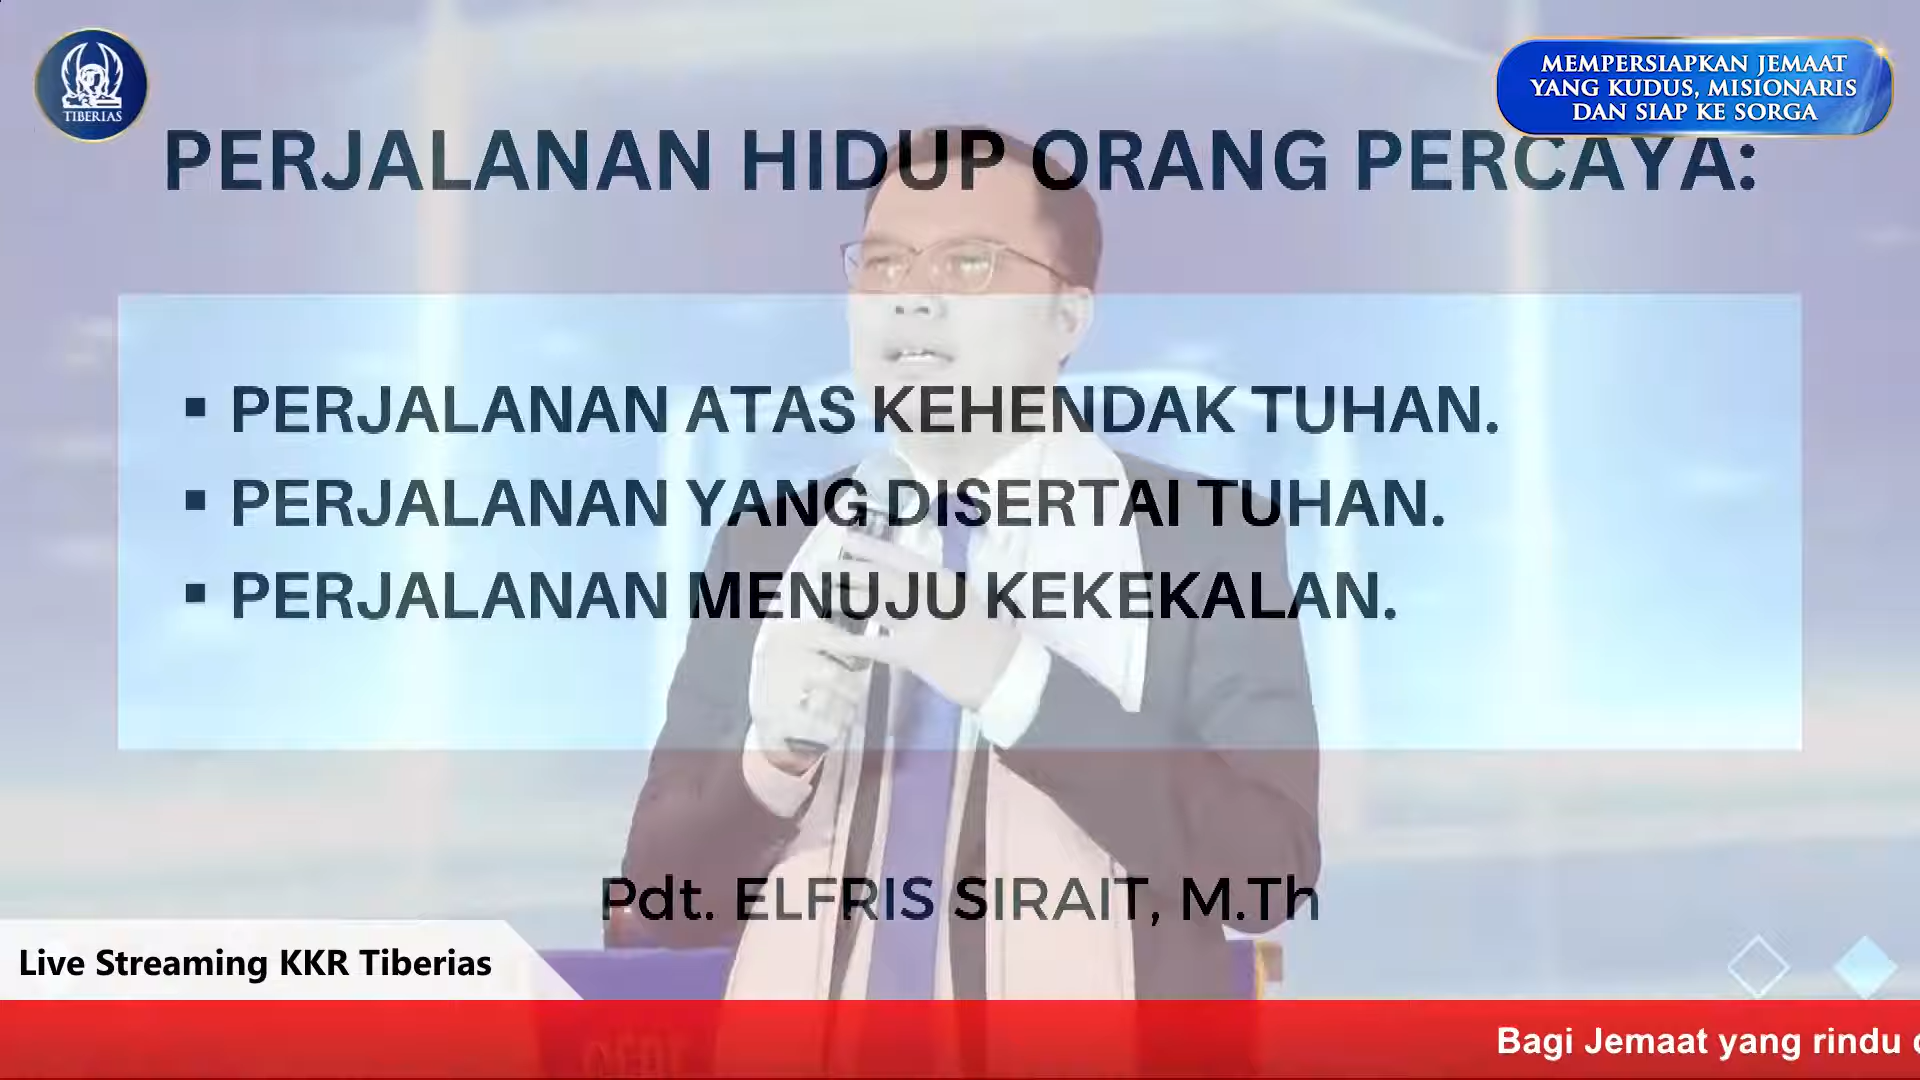 TIBERIAS
MEMPERSIAPKAN JEMAAT
YANG KUDUS, MISIONARIS
DAN SIAP KE SORGA
PERJALANAN HIDUP ORANG PERCAYA:
▪ PERJALANAN ATAS KEHENDAK TUHAN.
▪ PERJALANAN YANG DISERTAI TUHAN.
▪ PERJALANAN MENUJU KEKEKALAN.
Pdt. ELFRIS SIRAIT, M.Th
Live Streaming KKR Tiberias
Bagi Jemaat yang rindu